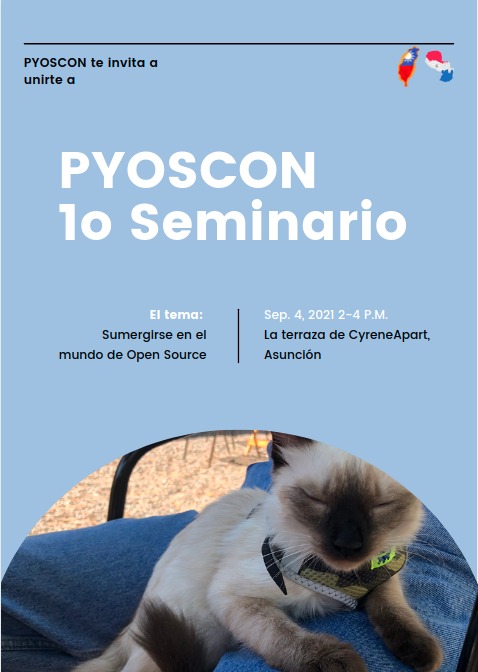 PYOSCON te invita a
unirte a
PYOSCON
1o Seminario
El tema:
Sumergirse en el
mundo de Open Source
Sep. 4, 2021 2-4 P.M.
La terraza de CyreneApart,
Asunción